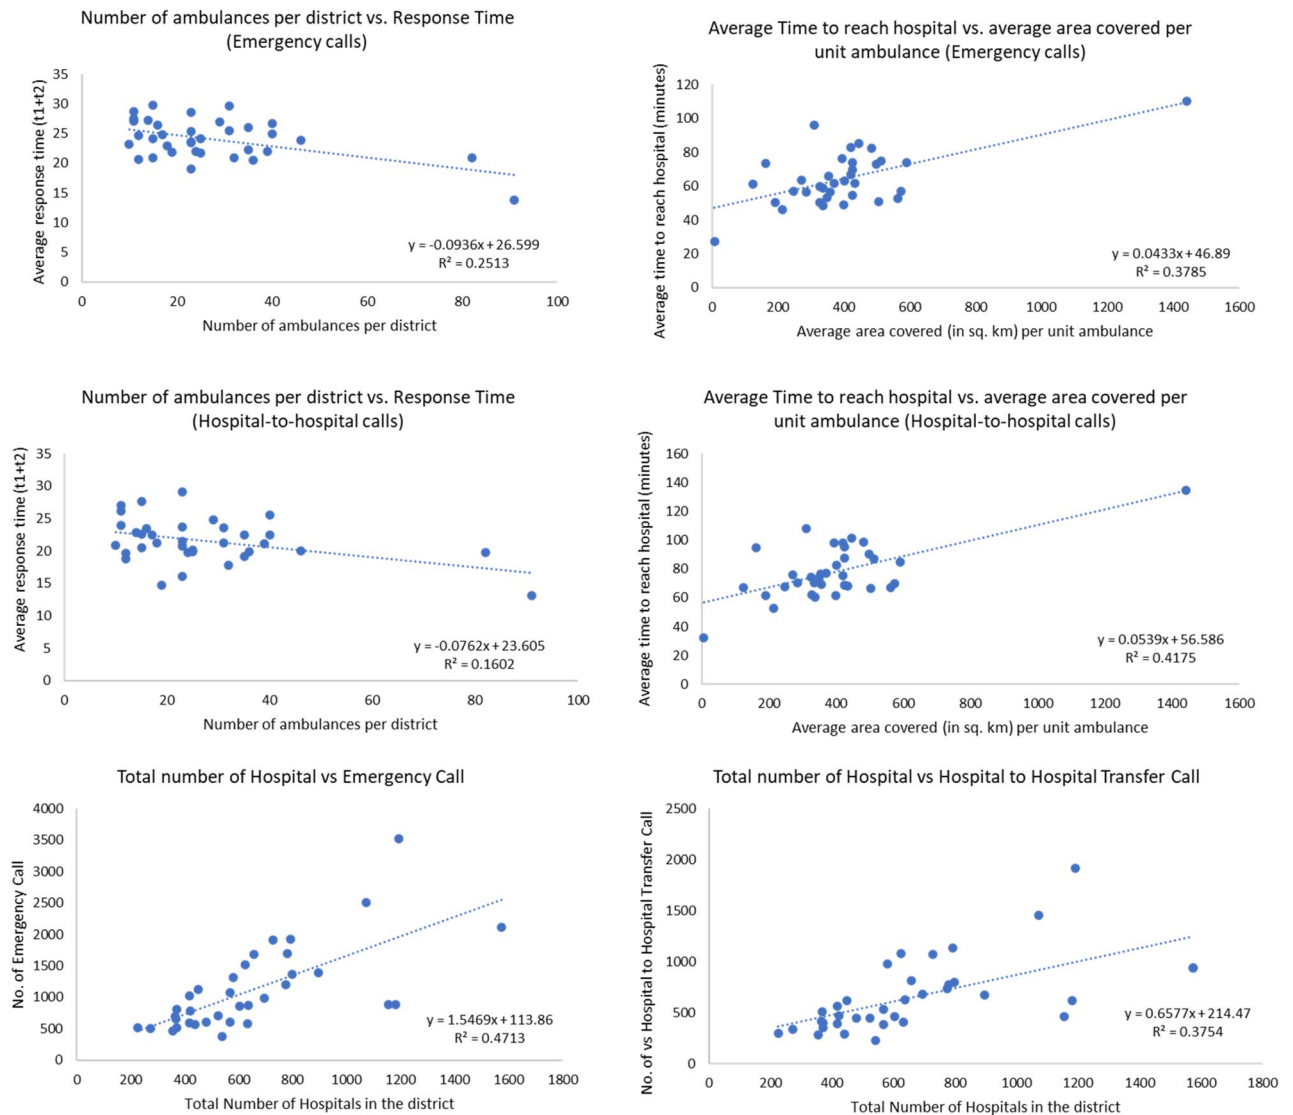 Number of ambulances per district vs. Response Time
(Emergency calls)
Average response time (t1+t2)
35
30
25
20
15
10
5
0
y = -0.0936x + 26.599
R² = 0.2513
0 20 40 60 80 100
Number of ambulances per district
Average Time to reach hospital vs. average area covered per
unit ambulance (Emergency calls)
Average time to reach hospital (minutes)
120
100
80
60
40
20
0
y = 0.0433x + 46.89
R² = 0.3785
0 200 400 600 800 1000 1200 1400 1600
Average area covered (in sq. km) per unit ambulance
Number of ambulances per district vs. Response Time
(Hospital-to-hospital calls)
Average response time (t1+t2)
35
30
25
20
15
10
5
0
y = -0.0762x + 23.605
R² = 0.1602
0 20 40 60 80 100
Number of ambulances per district
Average Time to reach hospital vs. average area covered per
unit ambulance (Hospital-to-hospital calls)
Average time to reach hospital (minutes)
160
140
120
100
80
60
40
20
0
y = 0.0539x + 56.586
R² = 0.4175
0 200 400 600 800 1000 1200 1400 1600
Average area covered (in sq. km) per unit ambulance
Total number of Hospital vs Emergency Call
No. of Emergency Call
4000
3500
3000
2500
2000
1500
1000
500
0
y = 1.5469x + 113.86
R² = 0.4713
0 200 400 600 800 1000 1200 1400 1600 1800
Total Number of Hospitals in the district
Total number of Hospital vs Hospital to Hospital Transfer Call
No. of vs Hospital to Hospital Transfer Call
2500
2000
1500
1000
500
0
y = 0.6577x + 214.47
R² = 0.3754
0 200 400 600 800 1000 1200 1400 1600 1800
Total Number of Hospitals in the district